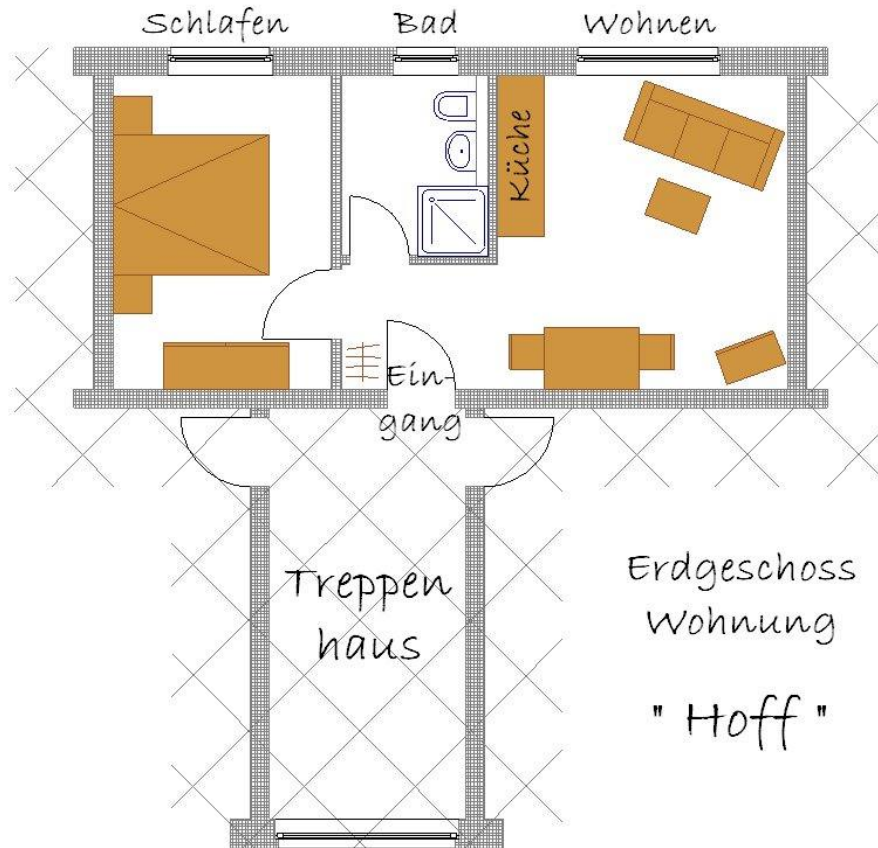 Schlafen
Bad
Wohnen
Küche
Ein-
gang
Treppen
haus
Erdgeschoss
Wohnung
" Hoff "